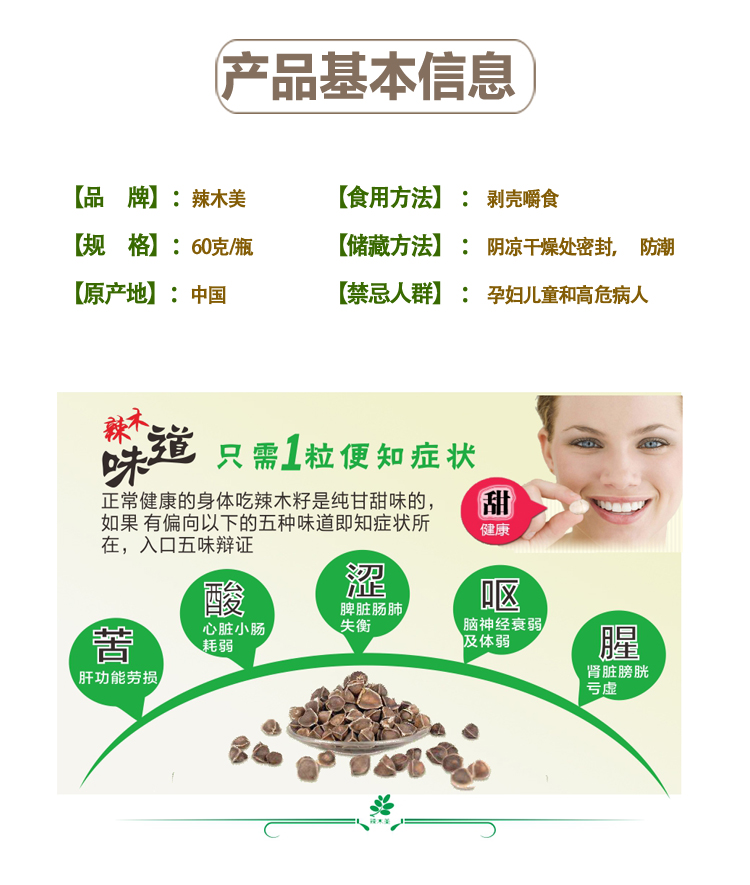 产品基本信息
【品 牌】：辣木美
【食用方法】：剥壳嚼食
【规 格】：60克/瓶
【储藏方法】：阴凉干燥处密封, 防潮
【原产地】：中国
【禁忌人群】：孕妇儿童和高危病人
辣木
味道
只需1粒便知症状
正常健康的身体吃辣木籽是纯甘甜味的，
如果 有偏向以下的五种味道即知症状所
在，入口五味辩证
甜
健康
苦
肝功能劳损
酸
心脏小肠
耗弱
涩
脾脏肠肺
失衡
呕
脑神经衰弱
及体弱
腥
肾脏膀胱
亏虚
辣木美